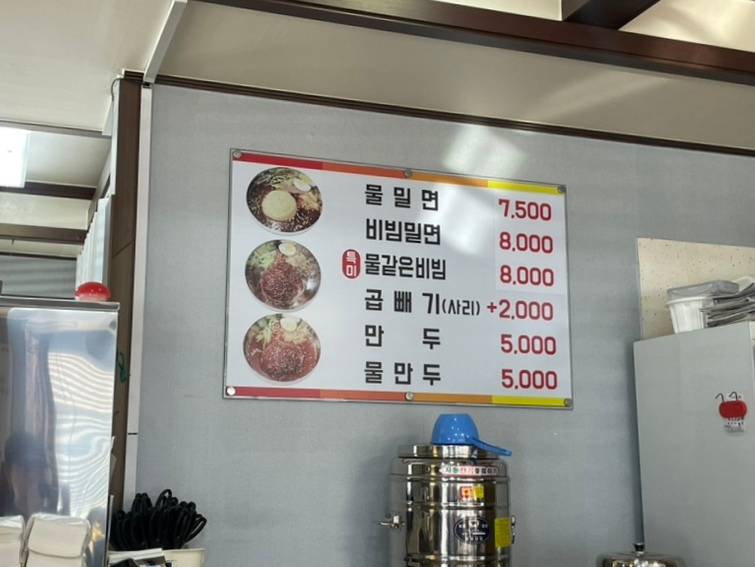 물밀면 7,500
비빔밀면 8,000
특미 물같은비빔 8,000
곱빼기(사리) +2,000
만두 5,000
물만두 5,000